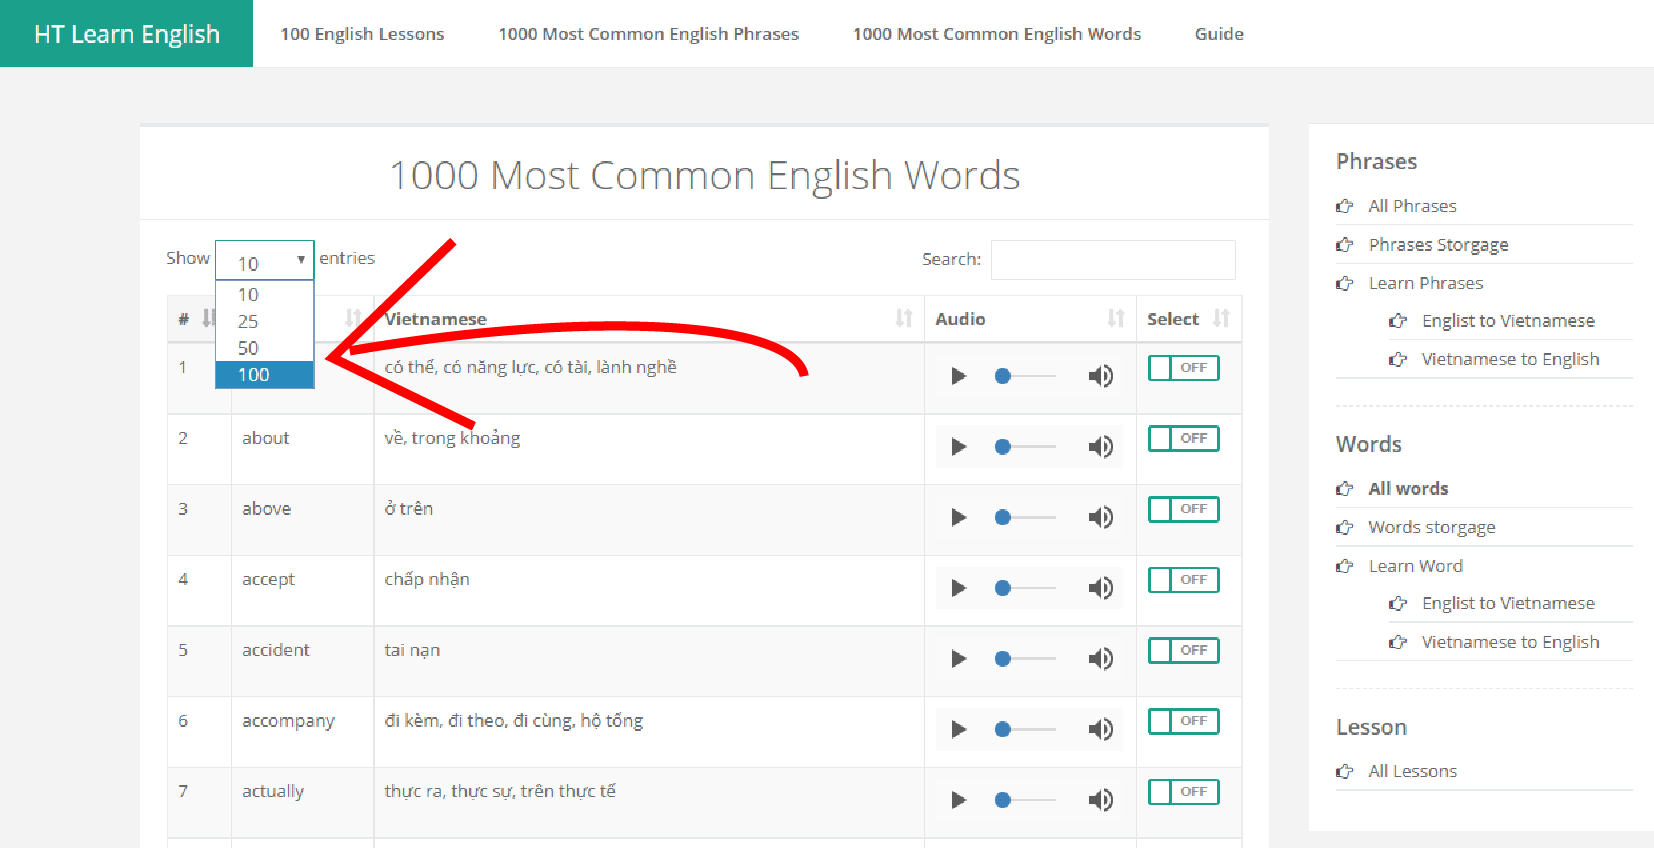 HT Learn English
100 English Lessons
1000 Most Common English Phrases
1000 Most Common English Words
Guide
1000 Most Common English Words
Show 10 entries
10
25
50
100
Search:
# Vietnamese Audio Select
1 có thể, có năng lực, có tài, lành nghề OFF
2 about về, trong khoảng OFF
3 above ở trên OFF
4 accept chấp nhận OFF
5 accident tai nạn OFF
6 accompany đi kèm, đi theo, đi cùng, hộ tống OFF
7 actually thực ra, thực sự, trên thực tế OFF
Phrases
All Phrases
Phrases Storgage
Learn Phrases
Englist to Vietnamese
Vietnamese to English
Words
All words
Words storgage
Learn Word
Englist to Vietnamese
Vietnamese to English
Lesson
All Lessons